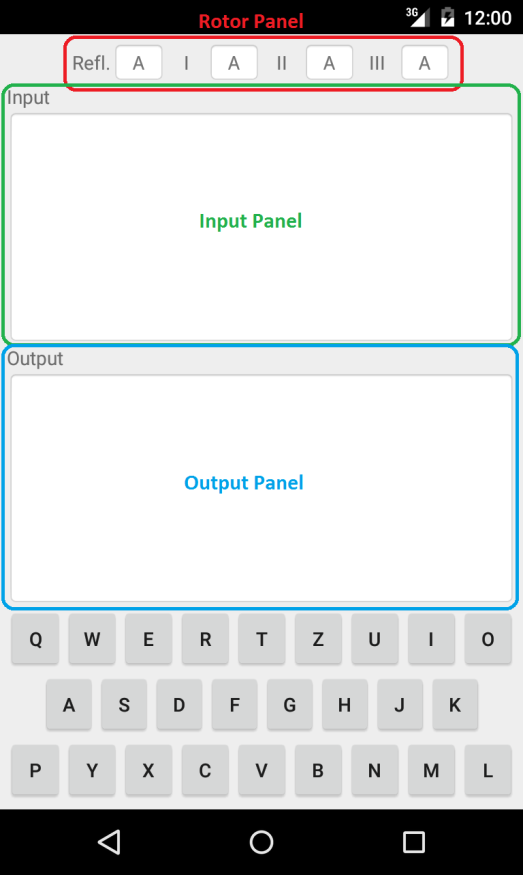 Rotor Panel
3G 12:00
Refl. A I A II A III A
Input
Input Panel
Output
Output Panel
Q W E R T Z U I O
A S D F G H J K
P Y X C V B N M L